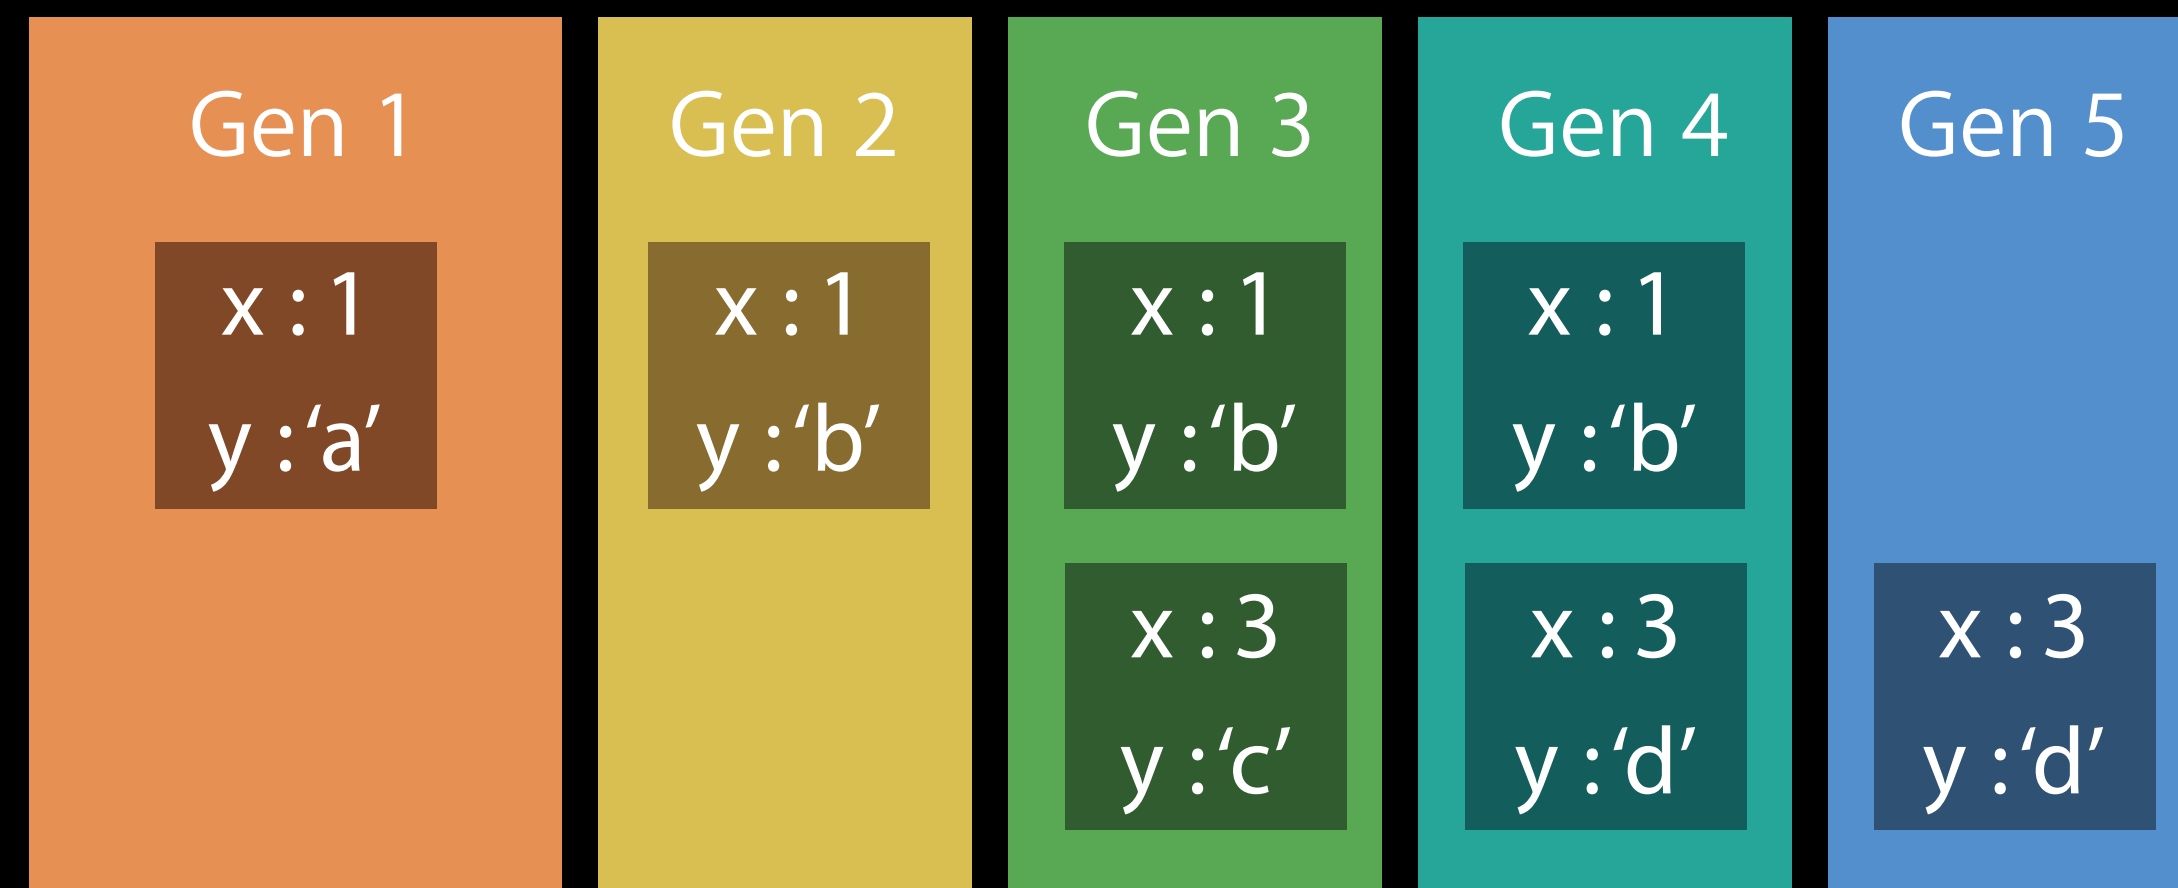 Gen 1
x : 1
y : ‘a’
Gen 2
x : 1
y : ‘b’
Gen 3
x : 1
y : ‘b’
x : 3
y : ‘c’
Gen 4
x : 1
y : ‘b’
x : 3
y : ‘d’
Gen 5
x : 3
y : ‘d’